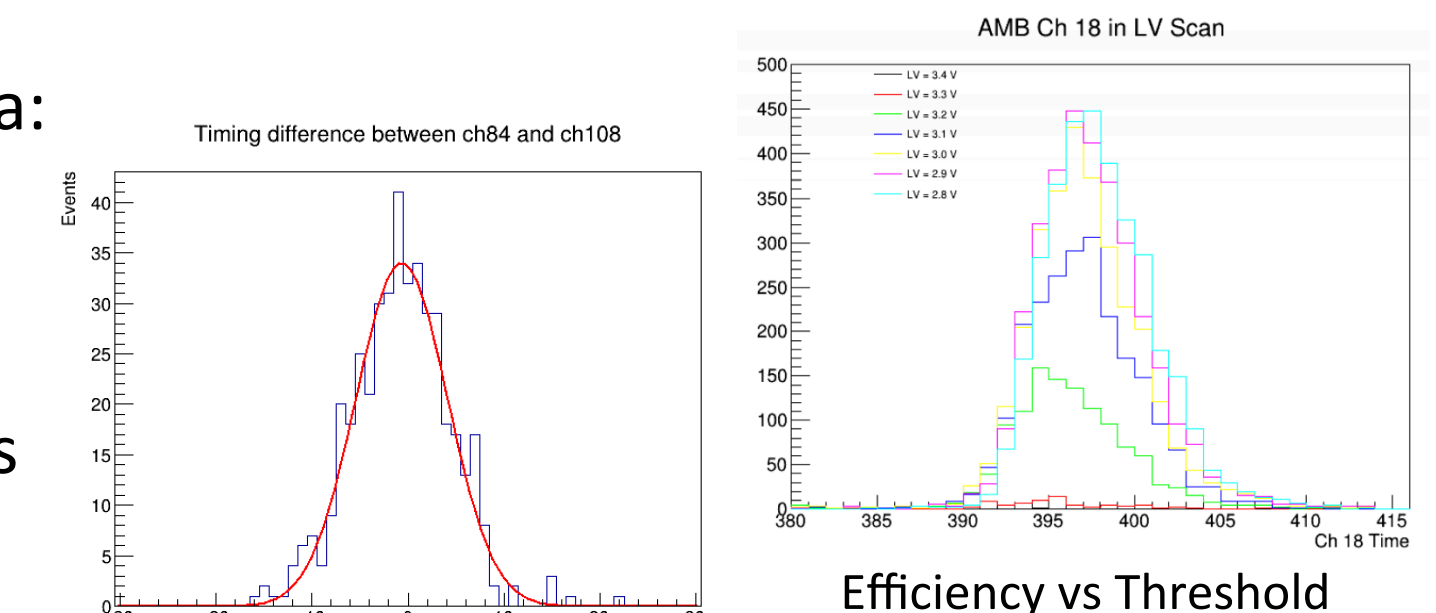 a:
s
Timing difference between ch84 and ch108
Events
40
35
30
25
20
15
10
5
0
AMB Ch 18 in LV Scan
500
450
400
350
300
250
200
150
100
50
0
LV = 3.4 V
LV = 3.3 V
LV = 3.2 V
LV = 3.1 V
LV = 3.0 V
LV = 2.9 V
LV = 2.8 V
380 385 390 395 400 405 410 415
Ch 18 Time
Efficiency vs Threshold